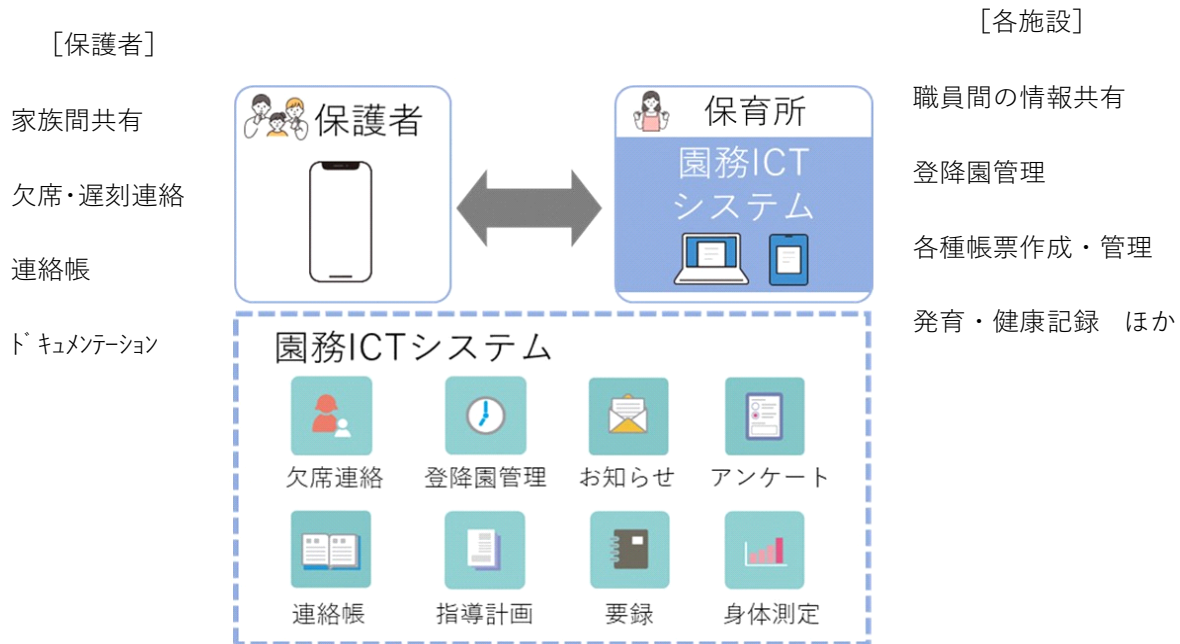 [保護者]
家族間共有
欠席・遅刻連絡
連絡帳
ﾄﾞｷｭﾒﾝﾃｰｼｮﾝ
保護者
保育所
園務ICT
システム
[各施設]
職員間の情報共有
登降園管理
各種帳票作成・管理
発育・健康記録　ほか
園務ICTシステム
欠席連絡
登降園管理
お知らせ
アンケート
連絡帳
指導計画
要録
身体測定